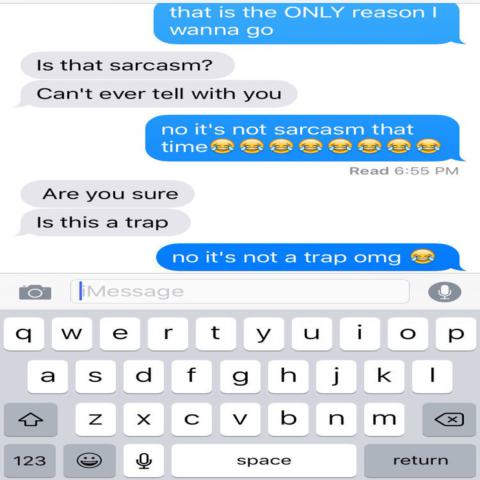 that is the ONLY reason I
wanna go
Is that sarcasm?
Can't ever tell with you
no it's not sarcasm that
time😂😂😂😂😂😂😂😂
Read 6:55 PM
Are you sure
Is this a trap
no it's not a trap omg 😂
iMessage
q w e r t y u i o p
a s d f g h j k l
z x c v b n m
123 space return